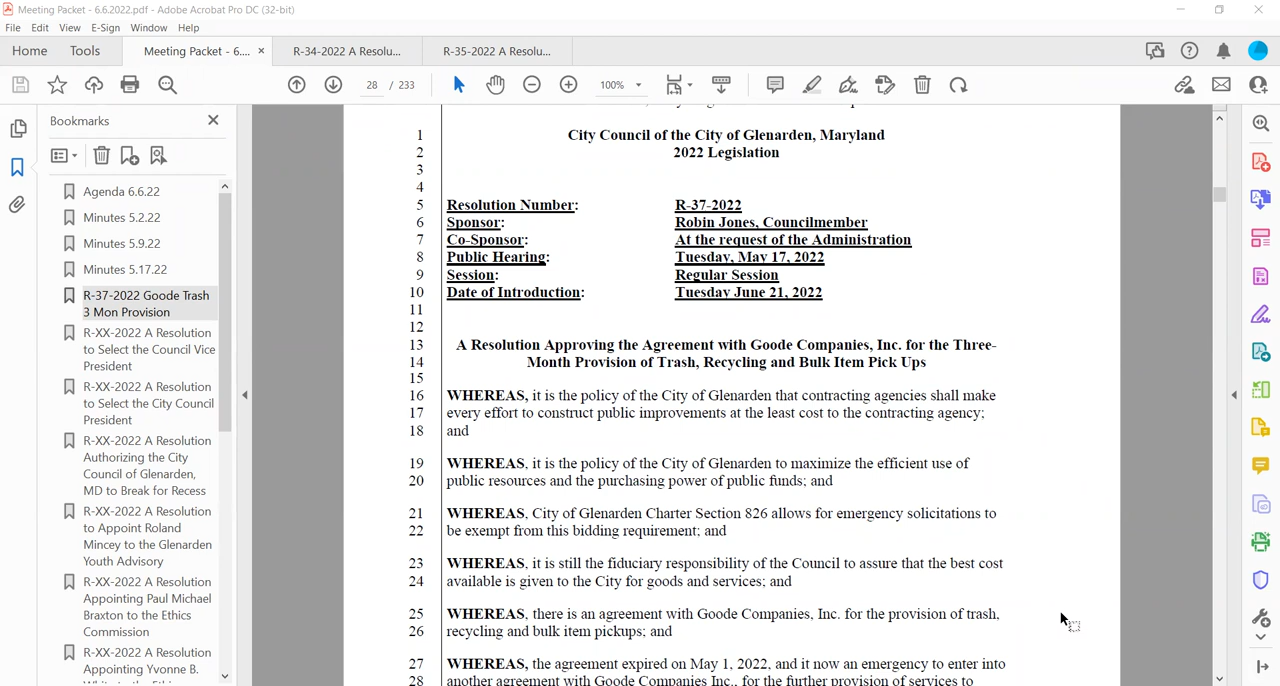 Meeting Packet - 6.6.2022.pdf - Adobe Acrobat Pro DC (32-bit)
File Edit View E-Sign Window Help
Home Tools Meeting Packet - 6.... × R-34-2022 A Resolu... R-35-2022 A Resolu...
28 / 233 100%
Bookmarks
Agenda 6.6.22
Minutes 5.2.22
Minutes 5.9.22
Minutes 5.17.22
R-37-2022 Goode Trash
3 Mon Provision
R-XX-2022 A Resolution
to Select the Council Vice
President
R-XX-2022 A Resolution
to Select the City Council
President
R-XX-2022 A Resolution
Authorizing the City
Council of Glenarden,
MD to Break for Recess
R-XX-2022 A Resolution
to Appoint Roland
Mincey to the Glenarden
Youth Advisory
R-XX-2022 A Resolution
Appointing Paul Michael
Braxton to the Ethics
Commission
R-XX-2022 A Resolution
Appointing Yvonne B.
1 City Council of the City of Glenarden, Maryland
2 2022 Legislation
3
4
5 Resolution Number: R-37-2022
6 Sponsor: Robin Jones, Councilmember
7 Co-Sponsor: At the request of the Administration
8 Public Hearing: Tuesday, May 17, 2022
9 Session: Regular Session
10 Date of Introduction: Tuesday June 21, 2022
11
12
13 A Resolution Approving the Agreement with Goode Companies, Inc. for the Three-
14 Month Provision of Trash, Recycling and Bulk Item Pick Ups
15
16 WHEREAS, it is the policy of the City of Glenarden that contracting agencies shall make
17 every effort to construct public improvements at the least cost to the contracting agency;
18 and
19 WHEREAS, it is the policy of the City of Glenarden to maximize the efficient use of
20 public resources and the purchasing power of public funds; and
21 WHEREAS, City of Glenarden Charter Section 826 allows for emergency solicitations to
22 be exempt from this bidding requirement; and
23 WHEREAS, it is still the fiduciary responsibility of the Council to assure that the best cost
24 available is given to the City for goods and services; and
25 WHEREAS, there is an agreement with Goode Companies, Inc. for the provision of trash,
26 recycling and bulk item pickups; and
27 WHEREAS, the agreement expired on May 1, 2022, and it now an emergency to enter into
28 another agreement with Goode Companies Inc., for the further provision of services to